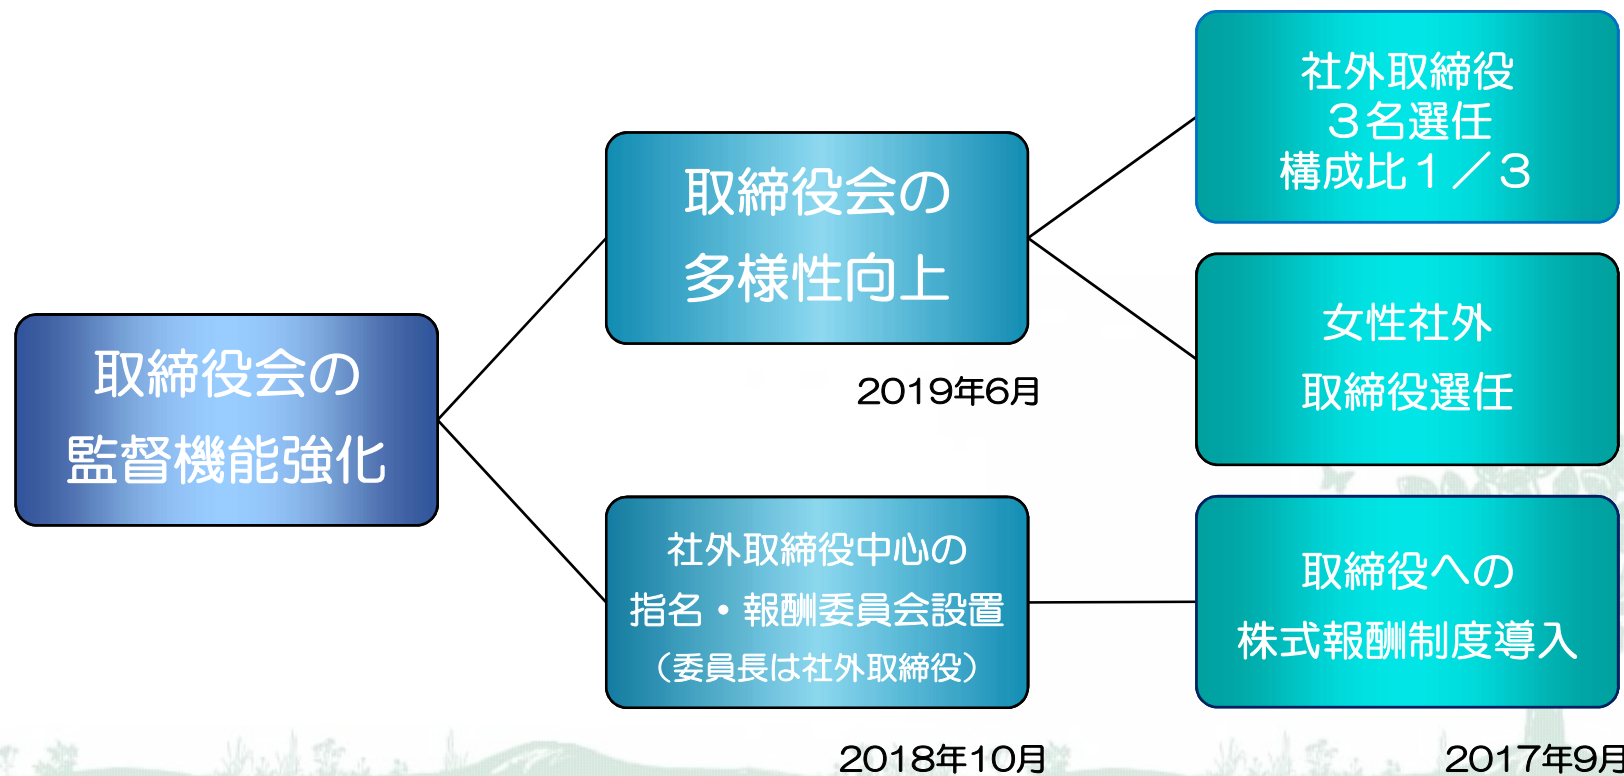 取締役会の
監督機能強化
取締役会の
多様性向上
2019年6月
社外取締役中心の
指名・報酬委員会設置
（委員長は社外取締役）
2018年10月
社外取締役
３名選任
構成比１／３
女性社外
取締役選任
取締役への
株式報酬制度導入
2017年9月